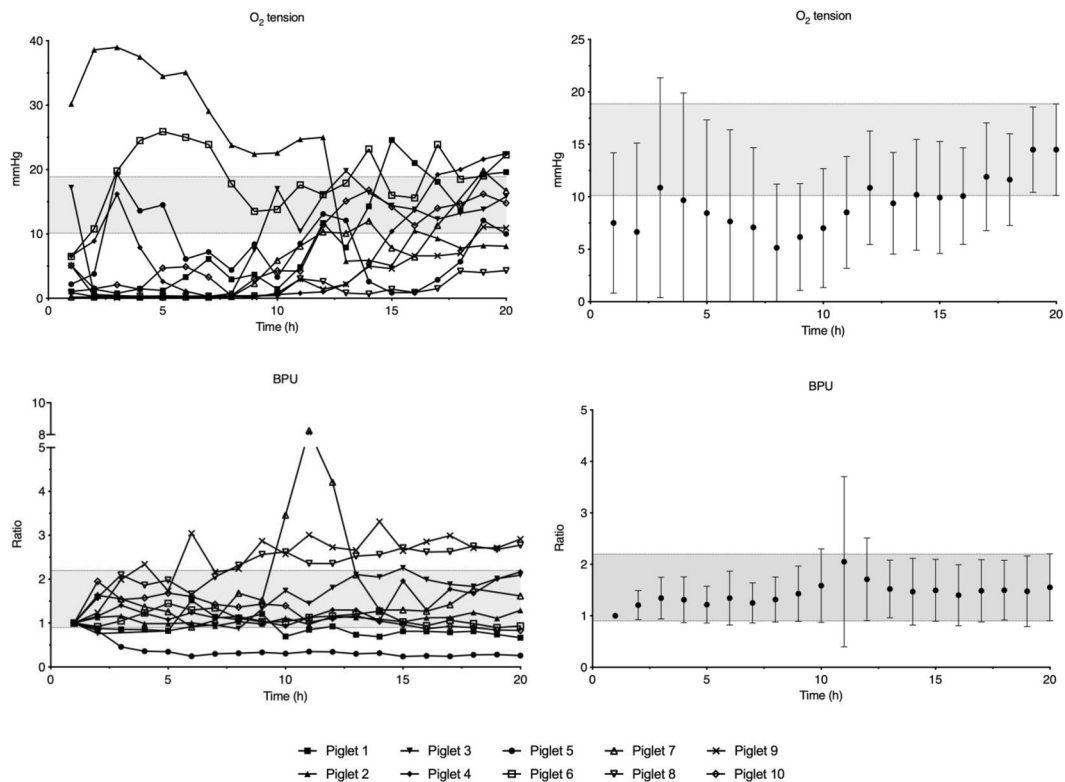 O₂ tension
40
30
20
10
0
mmHg
0 5 10 15 20
Time (h)
O₂ tension
25
20
15
10
5
0
mmHg
0 5 10 15 20
Time (h)
BPU
10
8
5
4
3
2
1
0
Ratio
0 5 10 15 20
Time (h)
BPU
5
4
3
2
1
0
Ratio
0 5 10 15 20
Time (h)
Piglet 1 Piglet 3 Piglet 5 Piglet 7 Piglet 9
Piglet 2 Piglet 4 Piglet 6 Piglet 8 Piglet 10